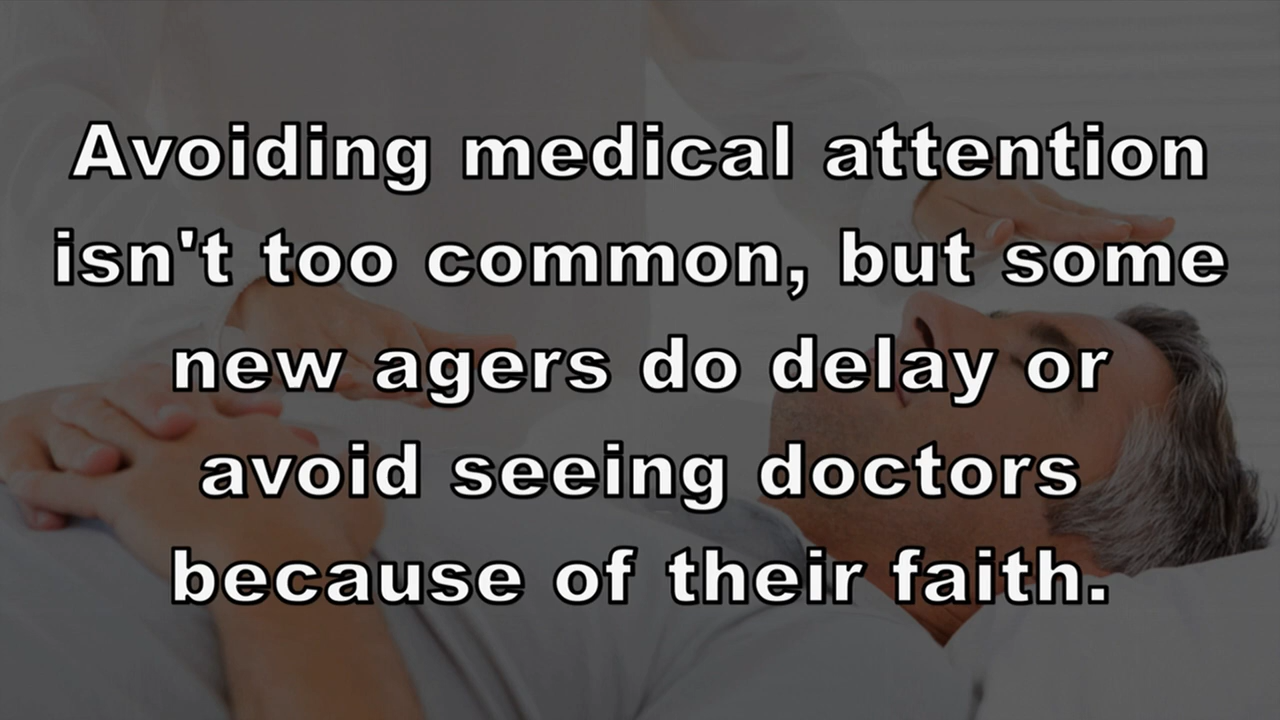 Avoiding medical attention
isn't too common, but some
new agers do delay or
avoid seeing doctors
because of their faith.